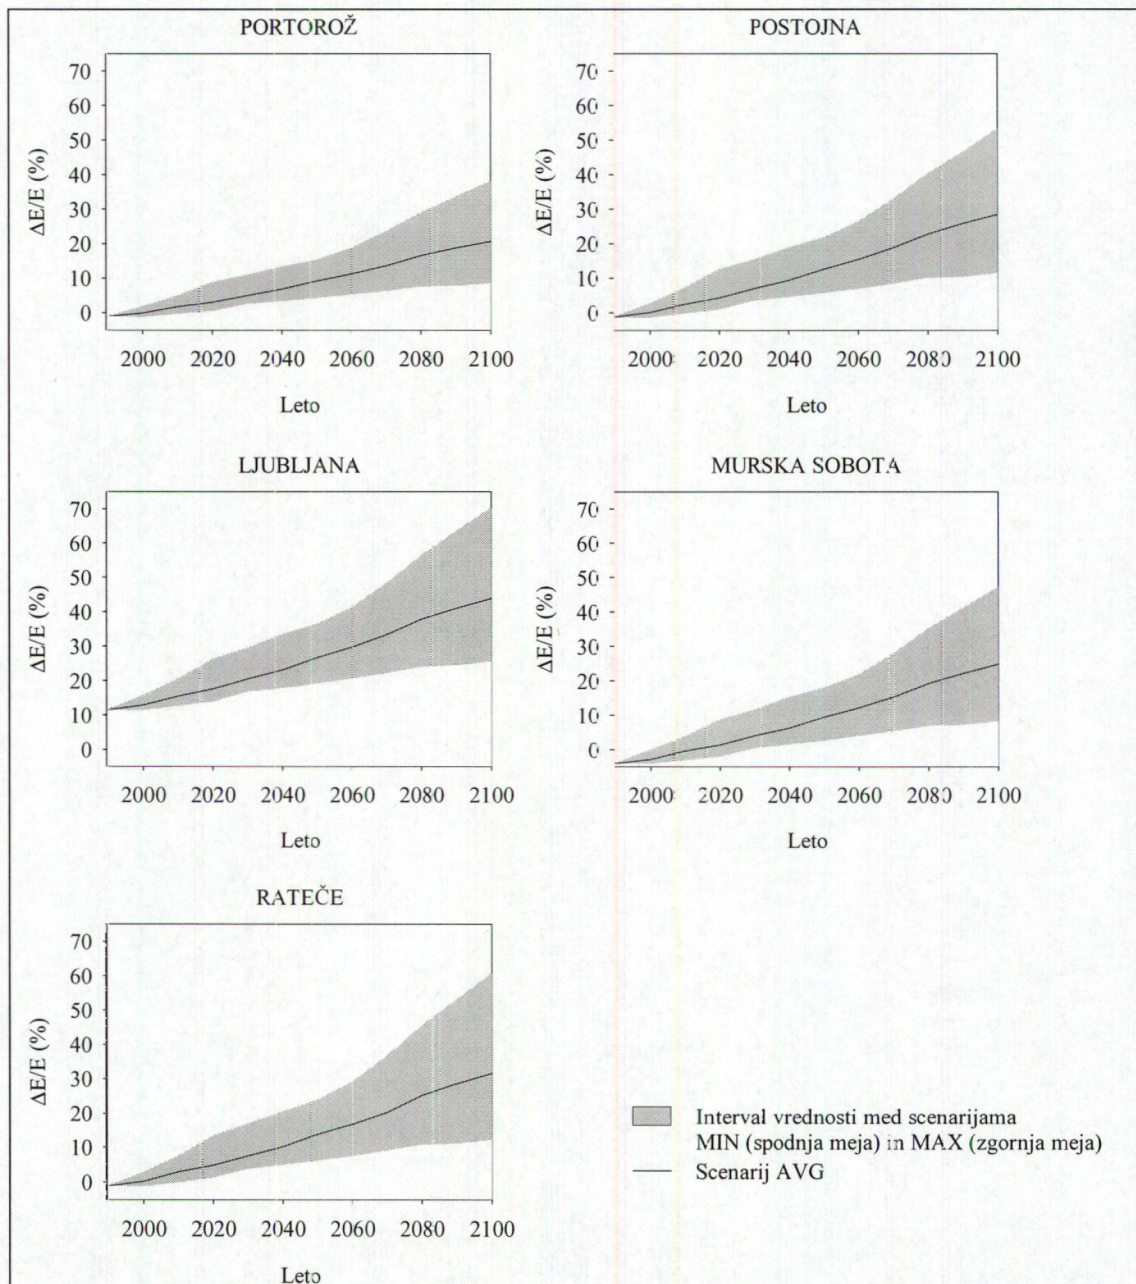 PORTOROŽ
70
60
50
40
30
20
10
0
ΔE/E (%)
2000 2020 2040 2060 2080 2100
Leto
POSTOJNA
70
60
50
40
30
20
10
0
ΔE/E (%)
2000 2020 2040 2060 2080 2100
Leto
LJUBLJANA
70
60
50
40
30
20
10
0
ΔE/E (%)
2000 2020 2040 2060 2080 2100
Leto
MURSKA SOBOTA
70
60
50
40
30
20
10
0
ΔE/E (%)
2000 2020 2040 2060 2080 2100
Leto
RATEČE
70
60
50
40
30
20
10
0
ΔE/E (%)
2000 2020 2040 2060 2080 2100
Leto
Interval vrednosti med scenarijama
MIN (spodnja meja) in MAX (zgornja meja)
Scenarij AVG